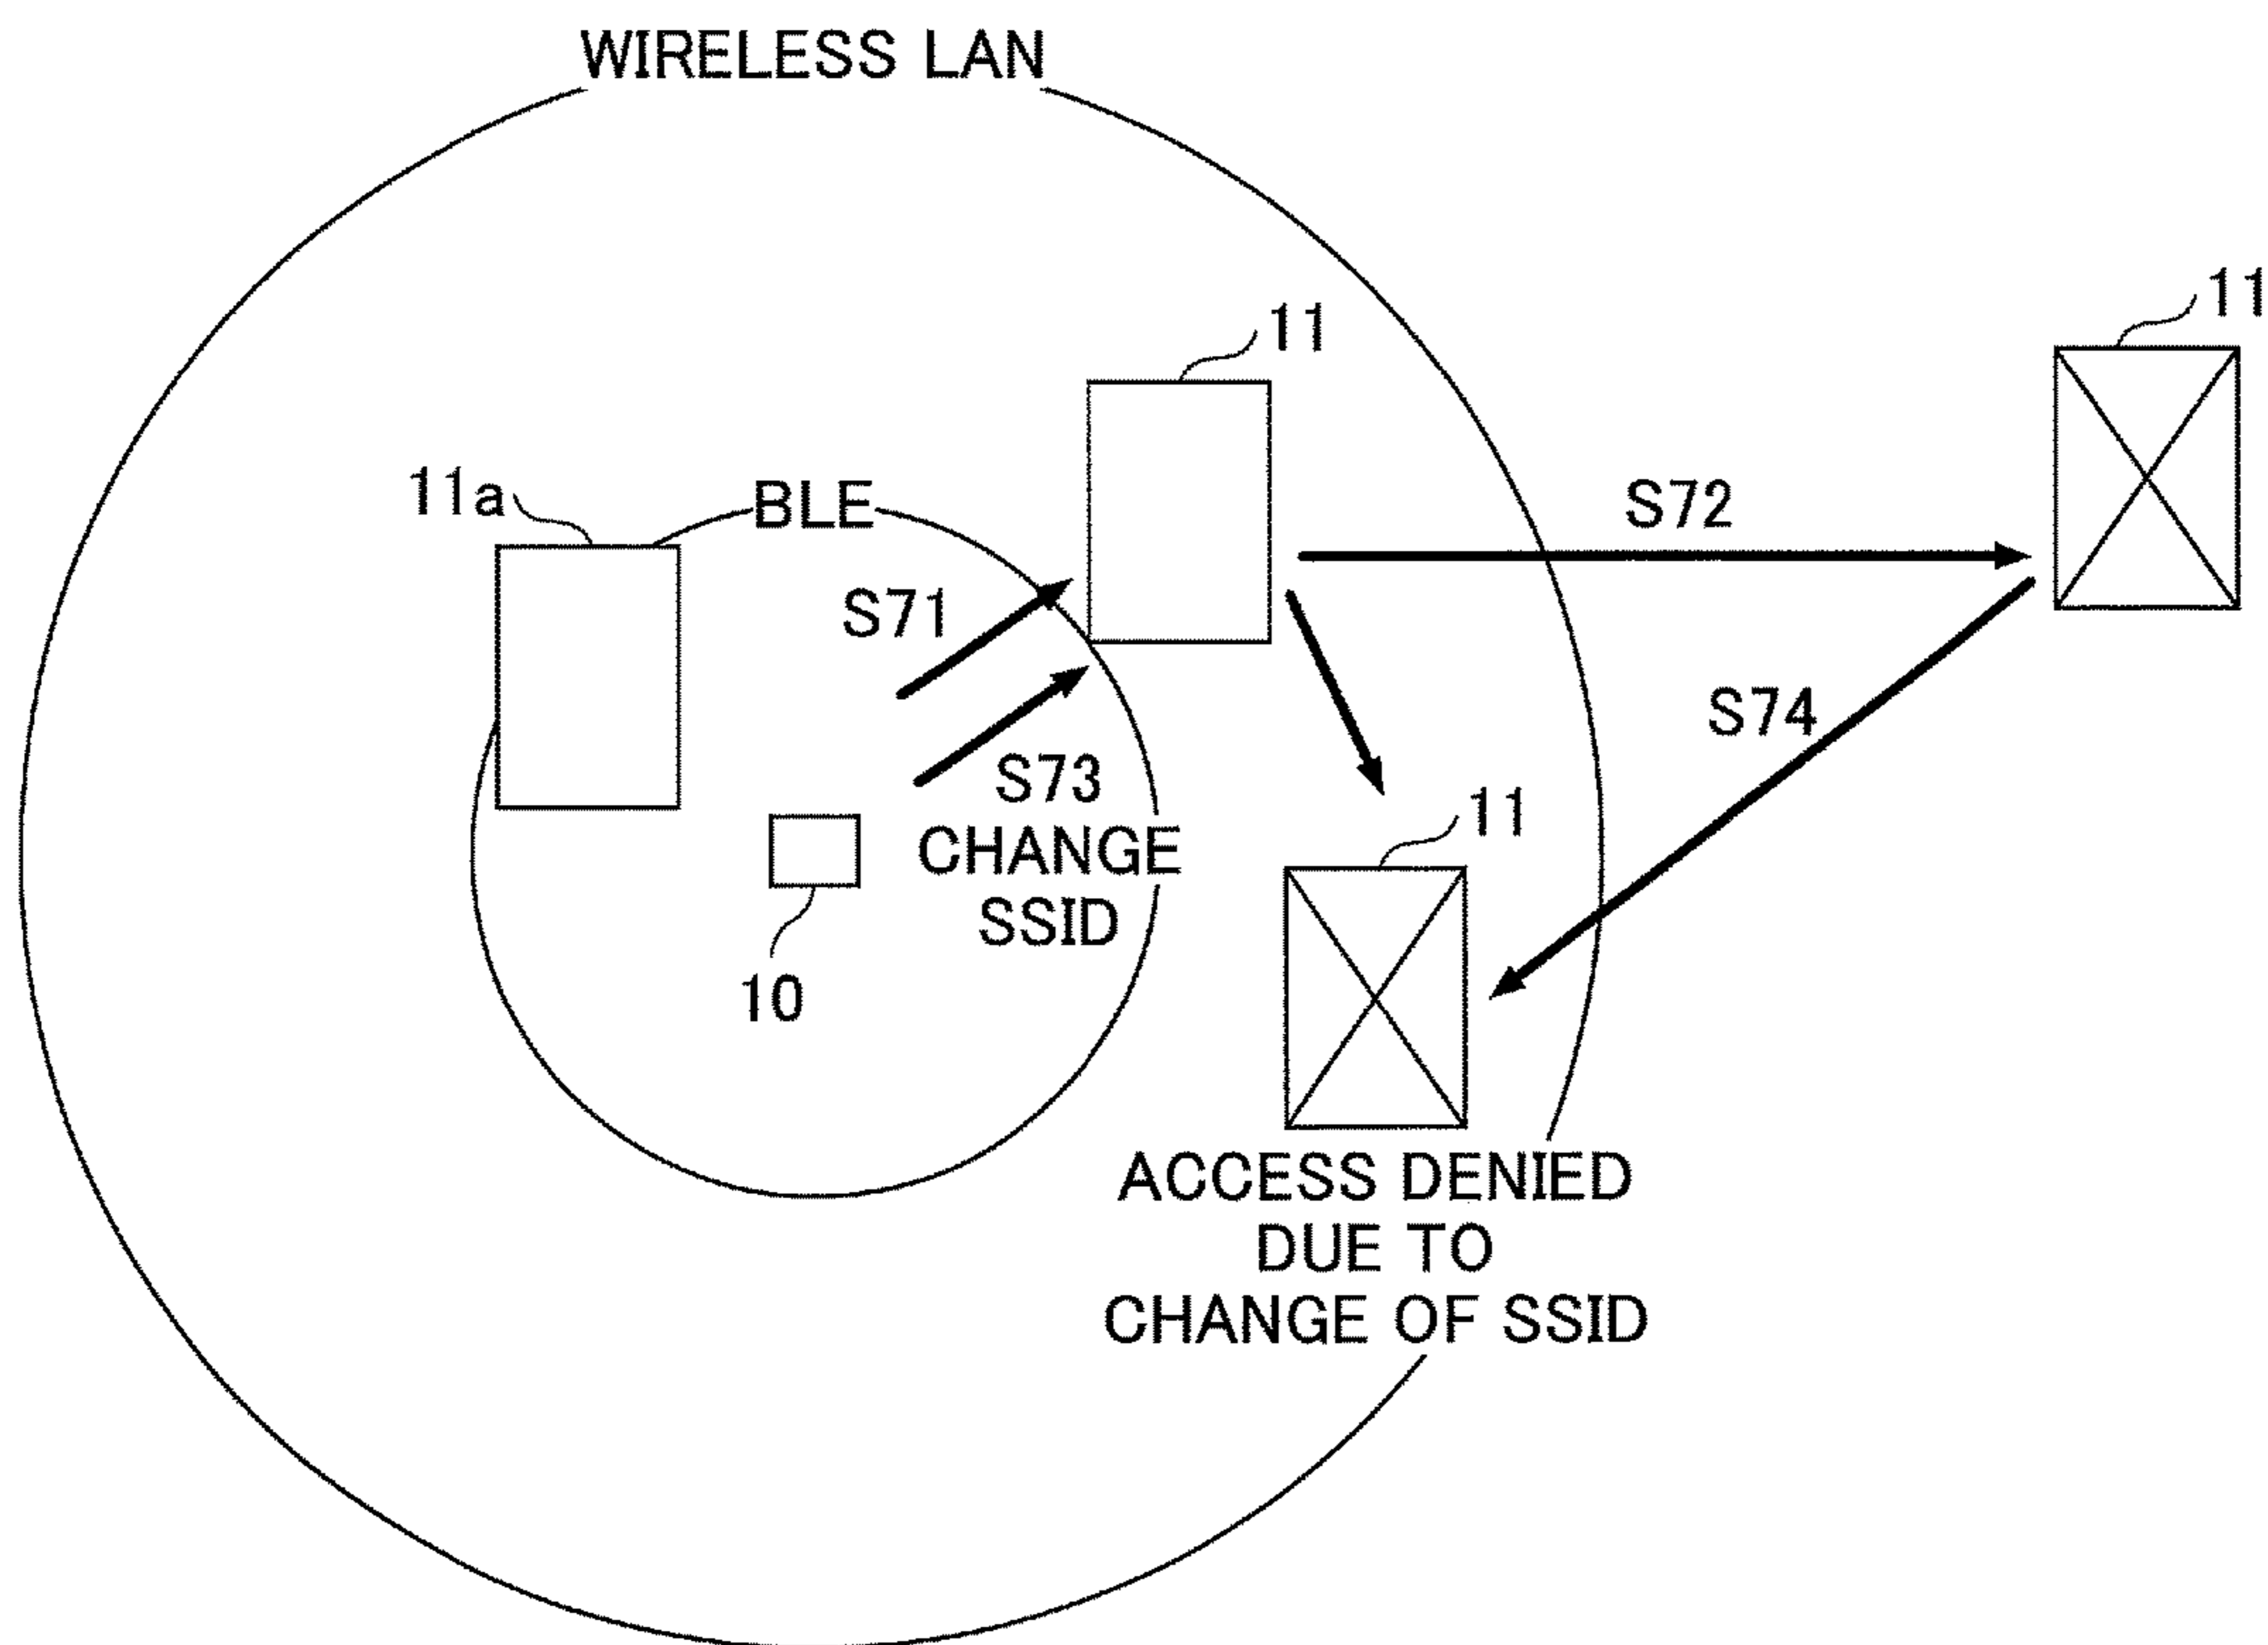 WIRELESS LAN
11
11
11a
BLE
S72
S71
S74
S73
CHANGE
SSID
11
10
ACCESS DENIED
DUE TO
CHANGE OF SSID